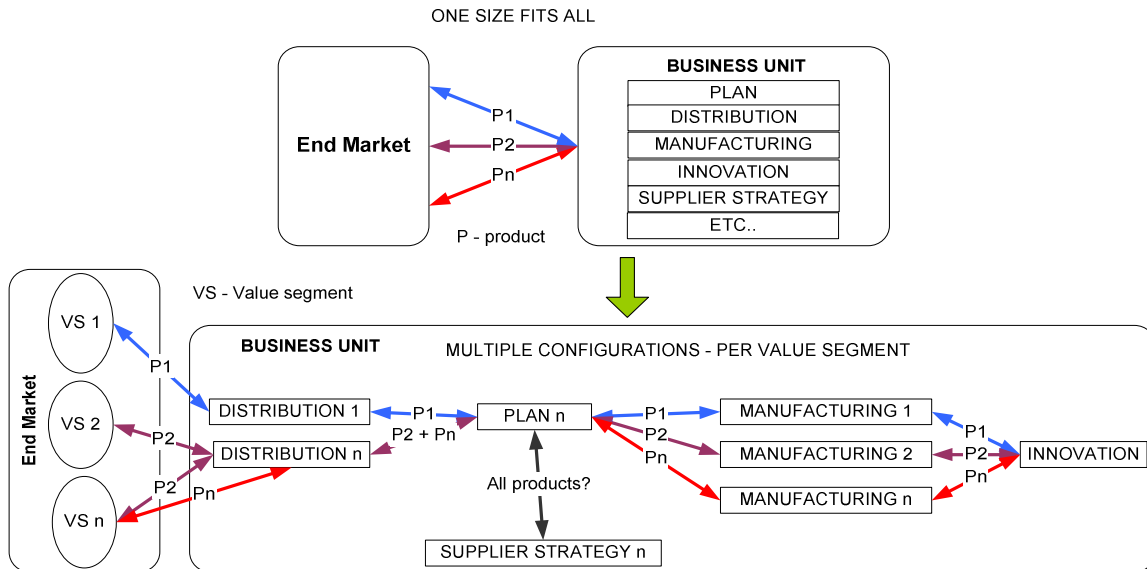 ONE SIZE FITS ALL
End Market
P1
P2
Pn
BUSINESS UNIT
PLAN
DISTRIBUTION
MANUFACTURING
INNOVATION
SUPPLIER STRATEGY
ETC..
P - product
VS - Value segment
End Market
VS 1
VS 2
VS n
P1
P2
P2
Pn
BUSINESS UNIT
MULTIPLE CONFIGURATIONS - PER VALUE SEGMENT
DISTRIBUTION 1
DISTRIBUTION n
P1
P2 + Pn
PLAN n
All products?
SUPPLIER STRATEGY n
P1
P2
Pn
MANUFACTURING 1
MANUFACTURING 2
MANUFACTURING n
P1
P2
Pn
INNOVATION